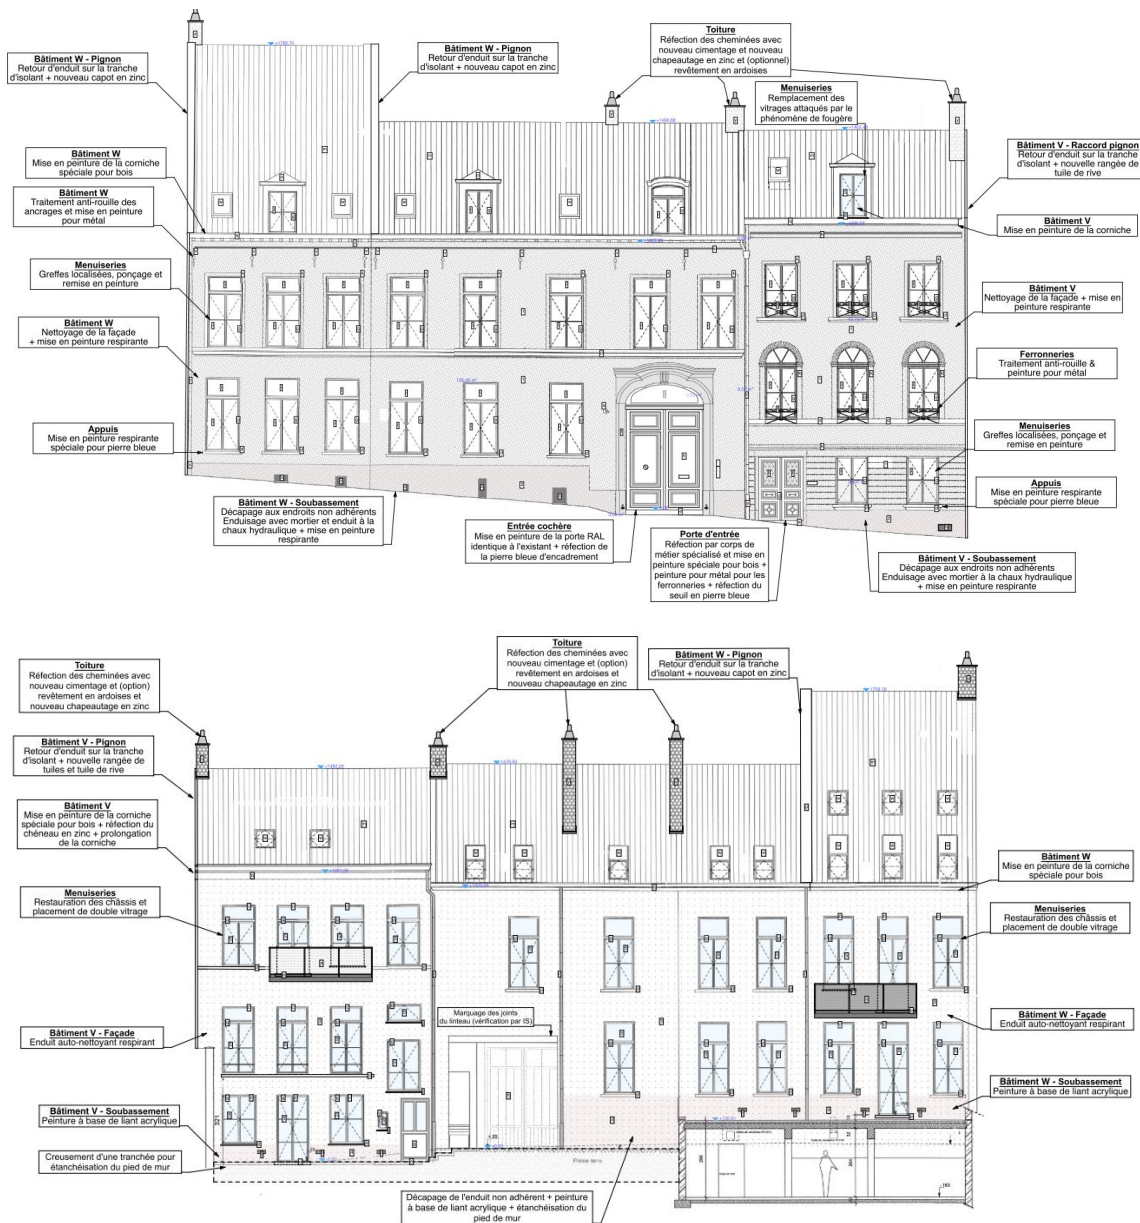 Bâtiment W - Pignon
Retour d'enduit sur la tranche
d'isolant + nouveau capot en zinc
Bâtiment W - Pignon
Retour d'enduit sur la tranche
d'isolant + nouveau capot en zinc
Toiture
Réfection des cheminées avec
nouveau cimentage et nouveau
chapeautage en zinc et (optionnel)
revêtement en ardoises
Menuiseries
Remplacement des
vitrages attaqués par le
phénomène de fougère
Bâtiment V - Raccord pignon
Retour d'enduit sur la tranche
d'isolant + nouvelle rangée de
tuile de rive
Bâtiment W
Mise en peinture de la corniche
spéciale pour bois
Bâtiment W
Traitement anti-rouille des
ancrages et mise en peinture
pour métal
Bâtiment V
Mise en peinture de la corniche
Menuiseries
Greffes localisées, ponçage et
remise en peinture
Bâtiment V
Nettoyage de la façade + mise en
peinture respirante
Bâtiment W
Nettoyage de la façade
+ mise en peinture respirante
Ferronneries
Traitement anti-rouille &
peinture pour métal
Appuis
Mise en peinture respirante
spéciale pour pierre bleue
Menuiseries
Greffes localisées, ponçage et
remise en peinture
Appuis
Mise en peinture respirante
spéciale pour pierre bleue
Bâtiment W - Soubassement
Décapage aux endroits non adhérents
Enduisage avec mortier et enduit à la
chaux hydraulique + mise en peinture
respirante
Entrée cochère
Mise en peinture de la porte RAL
identique à l'existant + réfection de
la pierre bleue d'encadrement
Porte d'entrée
Réfection par corps de
métier spécialisé et mise en
peinture spéciale pour bois +
peinture pour métal pour les
ferronneries + réfection du
seuil en pierre bleue
Bâtiment V - Soubassement
Décapage aux endroits non adhérents
Enduisage avec mortier à la chaux hydraulique
+ mise en peinture respirante
Toiture
Réfection des cheminées avec
nouveau cimentage et (option)
revêtement en ardoises et
nouveau chapeautage en zinc
Toiture
Réfection des cheminées avec
nouveau cimentage et (option)
revêtement en ardoises et
nouveau chapeautage en zinc
Bâtiment W - Pignon
Retour d'enduit sur la tranche
d'isolant + nouveau capot en zinc
Bâtiment V - Pignon
Retour d'enduit sur la tranche
d'isolant + nouvelle rangée de
tuiles et tuile de rive
Bâtiment V
Mise en peinture de la corniche
spéciale pour bois + réfection du
chéneau en zinc + prolongation
de la corniche
Bâtiment W
Mise en peinture de la corniche
spéciale pour bois
Menuiseries
Restauration des châssis et
placement de double vitrage
Menuiseries
Restauration des châssis et
placement de double vitrage
Marquage des joints
du linteau (vérification par IS)
Bâtiment V - Façade
Enduit auto-nettoyant respirant
Bâtiment W - Façade
Enduit auto-nettoyant respirant
Bâtiment W - Soubassement
Peinture à base de liant acrylique
Bâtiment V - Soubassement
Peinture à base de liant acrylique
321
Creusement d'une tranchée pour
étanchéisation du pied de mur
Pleine terre
Décapage de l'enduit non adhérent + peinture
à base de liant acrylique + étanchéisation du
pied de mur